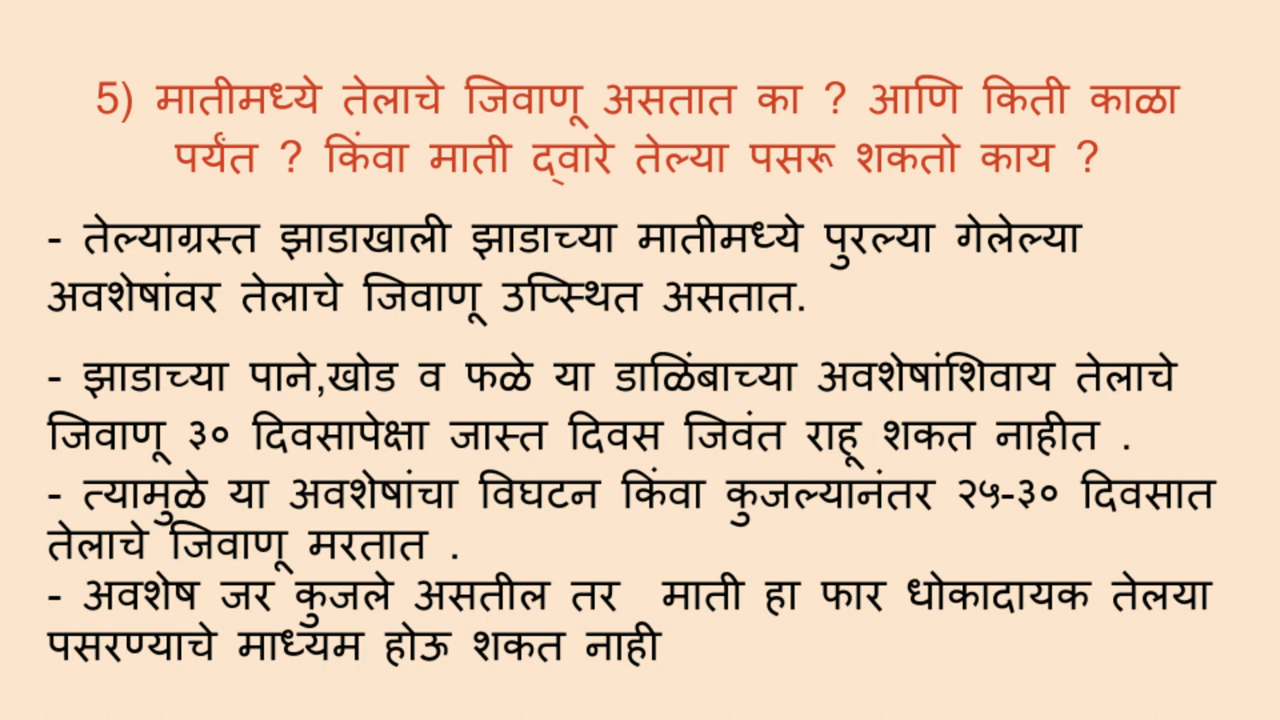 5) मातीमध्ये तेलाचे जिवाणू असतात का ? आणि किती काळा
पर्यंत ? किंवा माती द्वारे तेल्या पसरू शकतो काय ?
- तेल्याग्रस्त झाडाखाली झाडाच्या मातीमध्ये पुरल्या गेलेल्या
अवशेषांवर तेलाचे जिवाणू उप्स्थित असतात.
- झाडाच्या पाने,खोड व फळे या डाळिंबाच्या अवशेषांशिवाय तेलाचे
जिवाणू ३० दिवसापेक्षा जास्त दिवस जिवंत राहू शकत नाहीत .
- त्यामुळे या अवशेषांचा विघटन किंवा कुजल्यानंतर २५-३० दिवसात
तेलाचे जिवाणू मरतात .
- अवशेष जर कुजले असतील तर माती हा फार धोकादायक तेलया
पसरण्याचे माध्यम होऊ शकत नाही